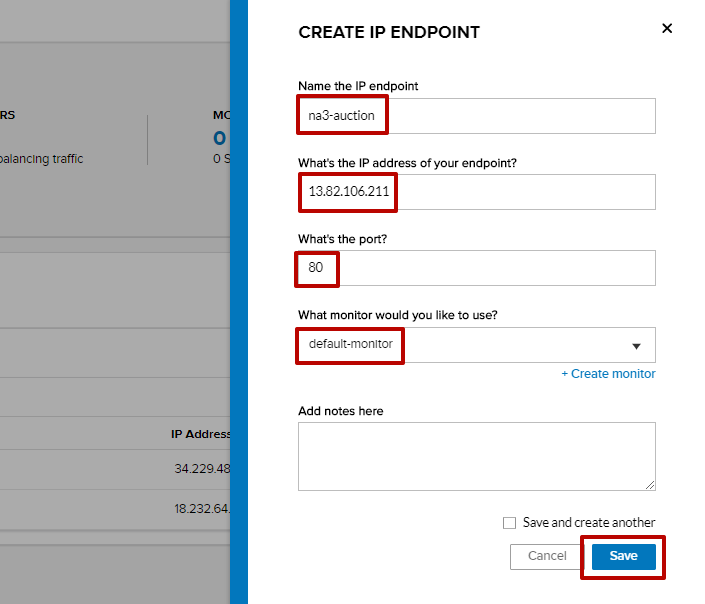 CREATE IP ENDPOINT
Name the IP endpoint
na3-auction
What's the IP address of your endpoint?
13.82.106.211
What's the port?
80
What monitor would you like to use?
default-monitor
+ Create monitor
Add notes here
Save and create another
Cancel
Save
RS
MO
0
balancing traffic
0 S
IP Address
34.229.48
18.232.64.